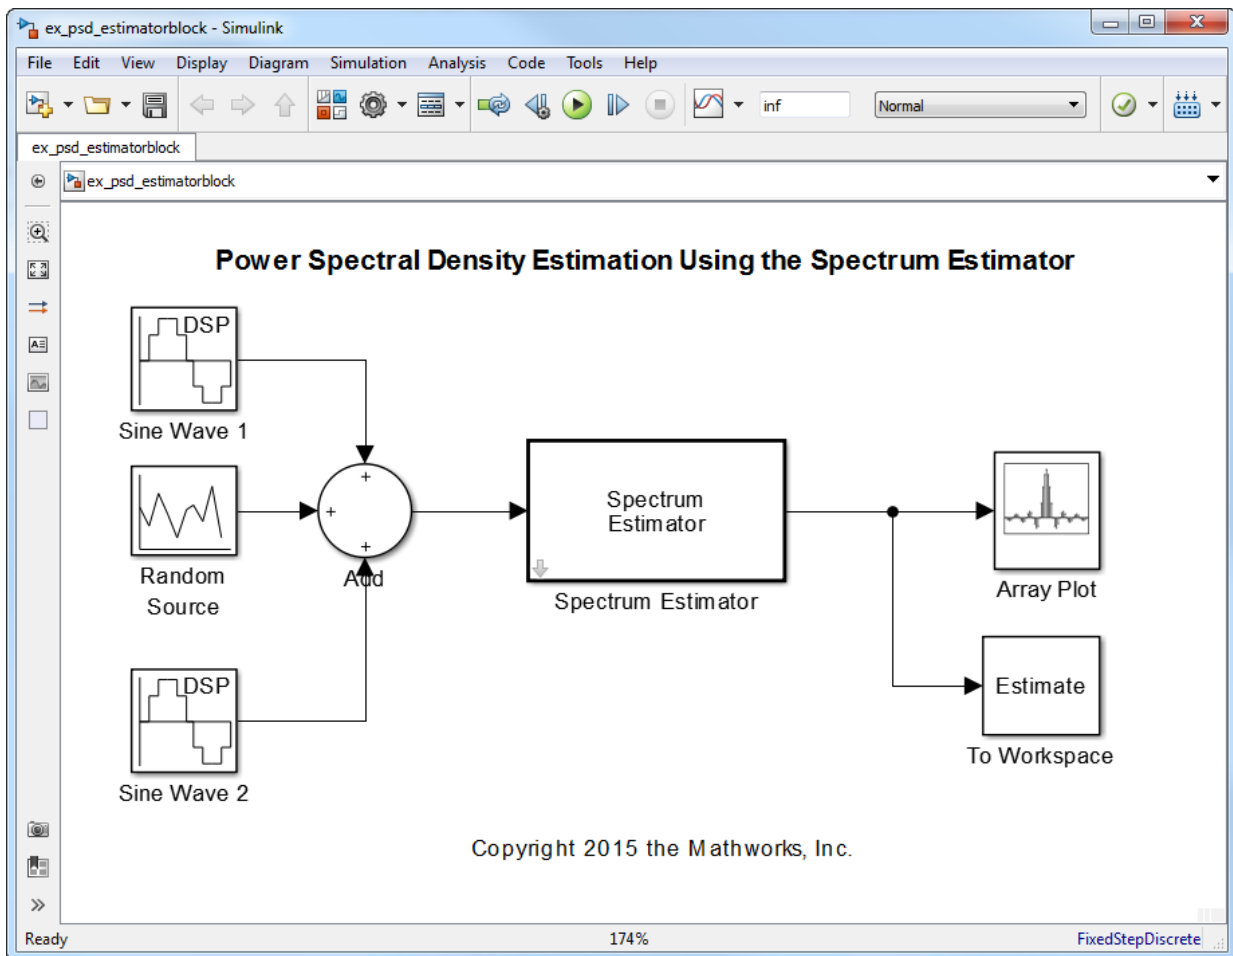 ex_psd_estimatorblock - Simulink
File Edit View Display Diagram Simulation Analysis Code Tools Help
inf Normal
ex_psd_estimatorblock
ex_psd_estimatorblock
Power Spectral Density Estimation Using the Spectrum Estimator
DSP
Sine Wave 1
+
+
+
Add
Random
Source
DSP
Sine Wave 2
Spectrum
Estimator
Spectrum Estimator
Array Plot
Estimate
To Workspace
Copyright 2015 the Mathworks, Inc.
Ready 174% FixedStepDiscrete